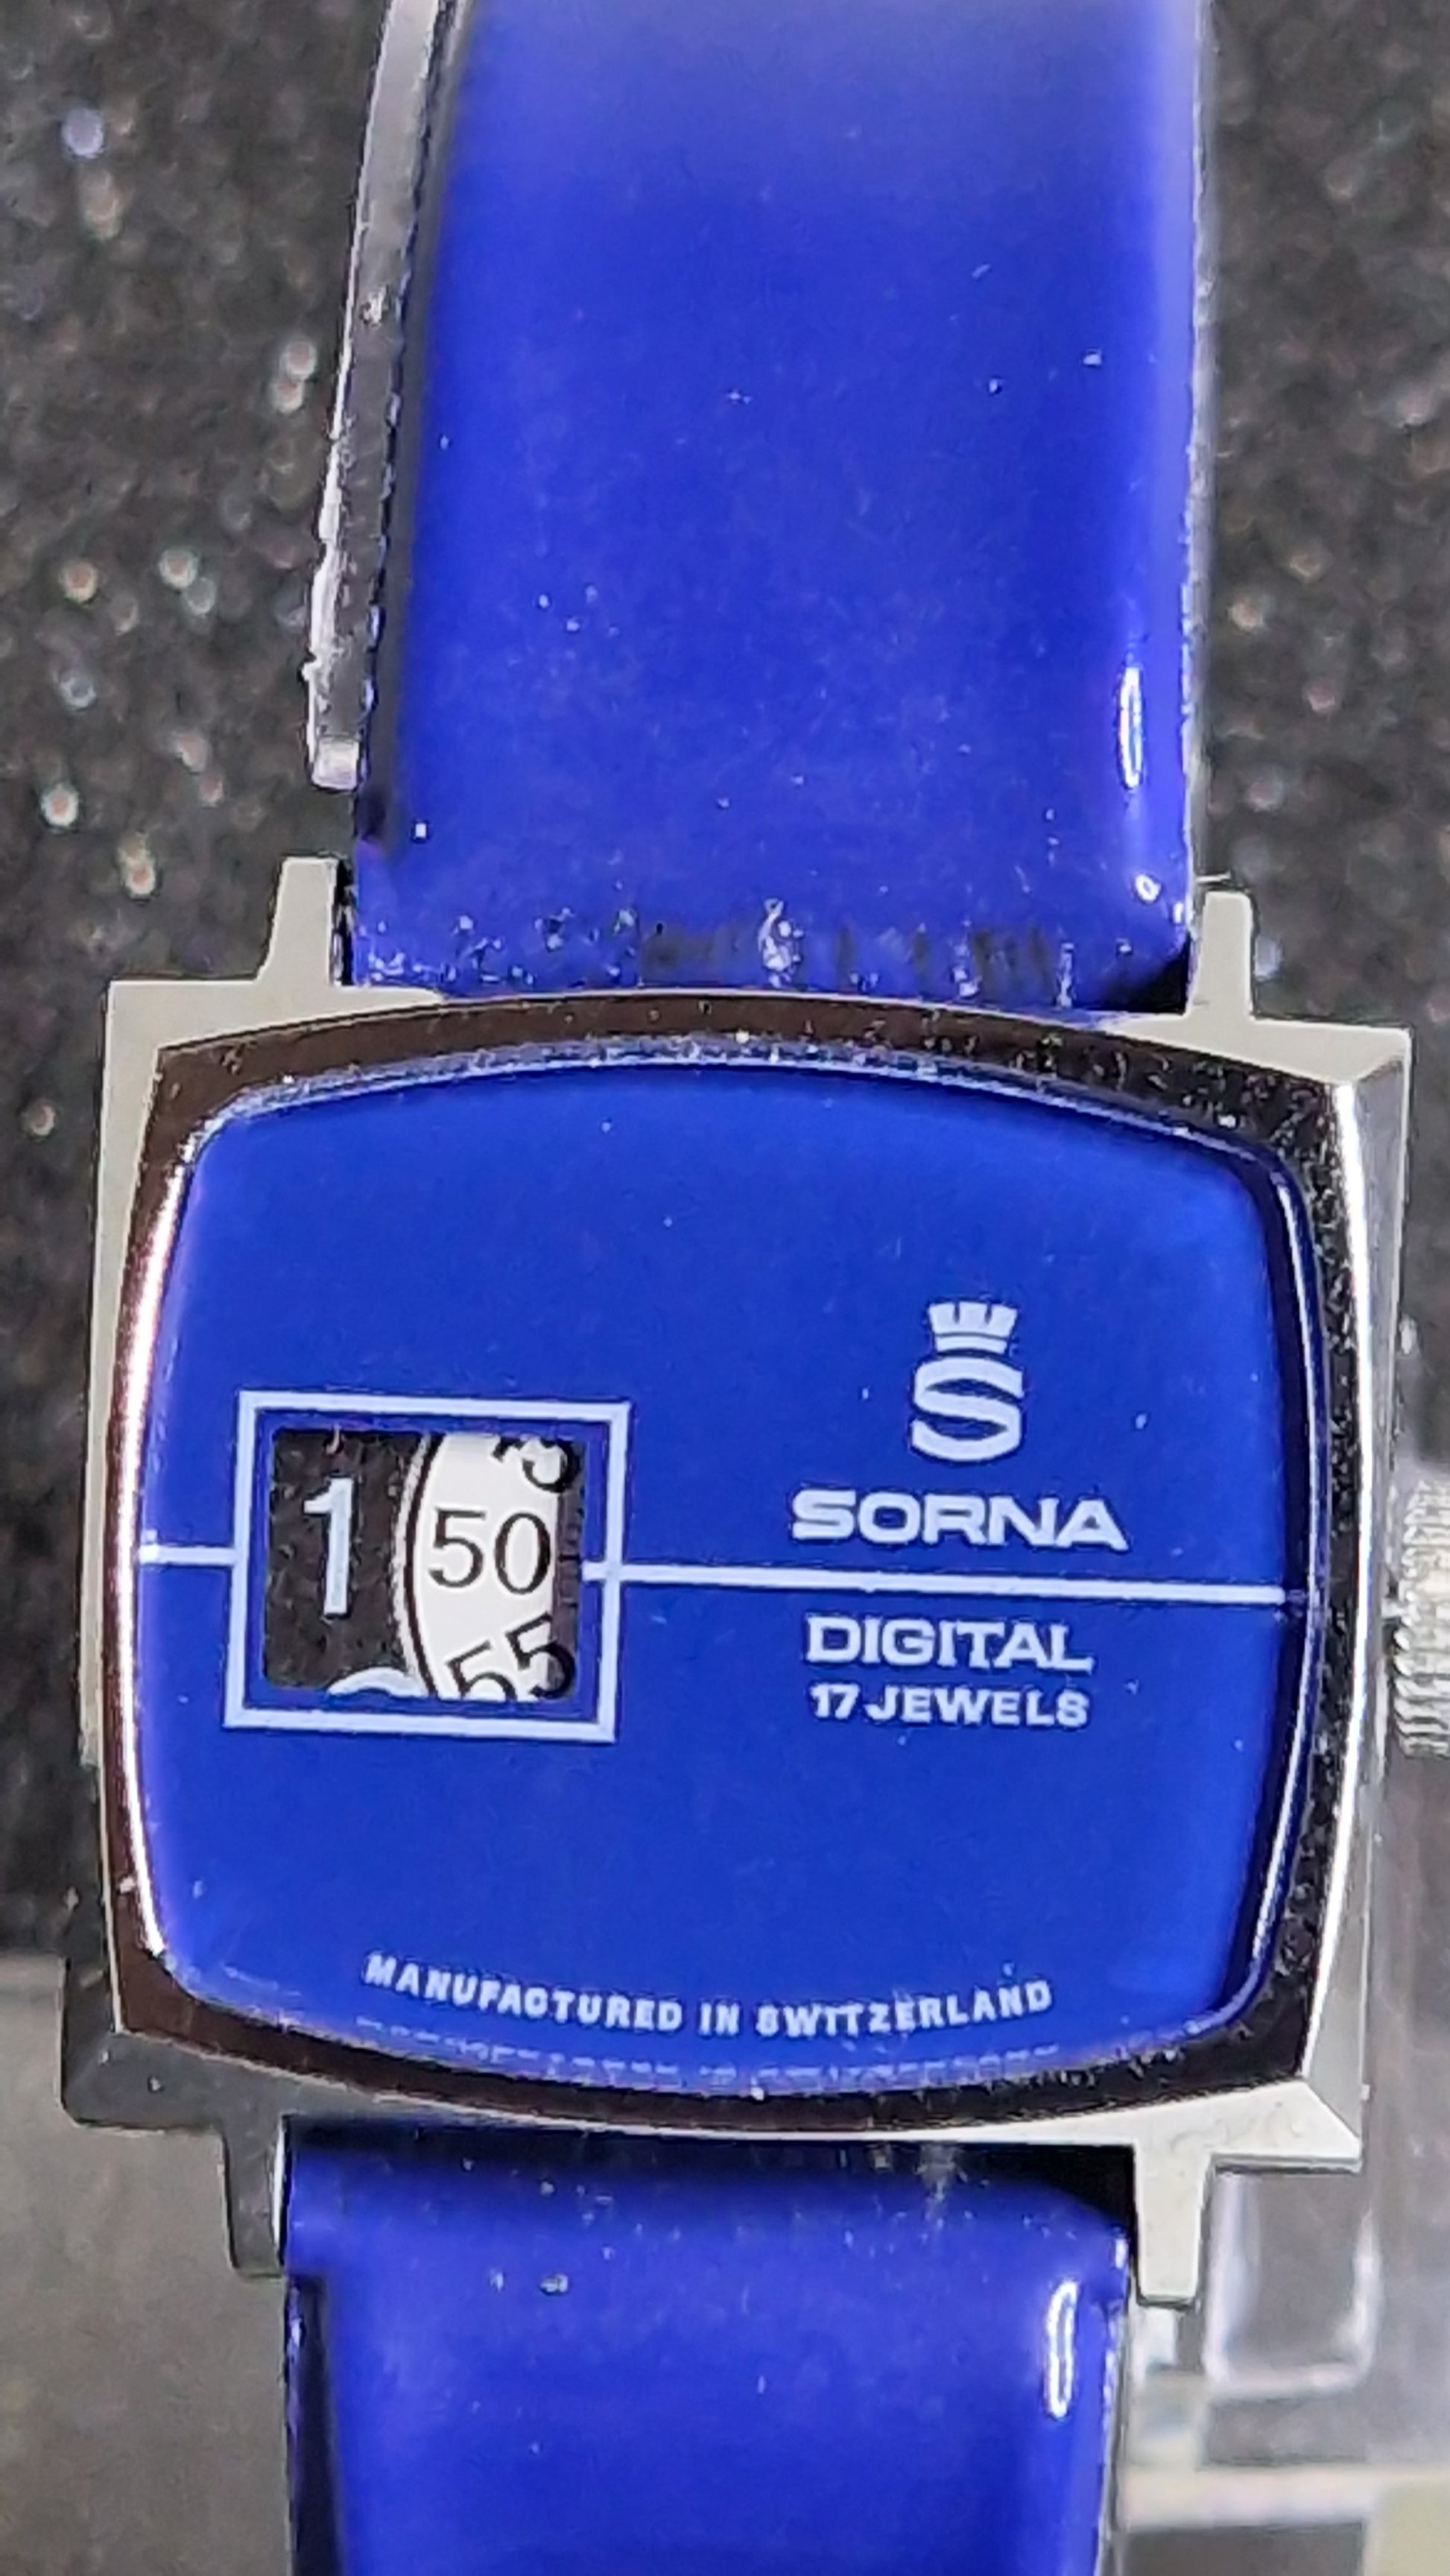 S
SORNA
1 50
55
DIGITAL
17 JEWELS
MANUFACTURED IN SWITZERLAND